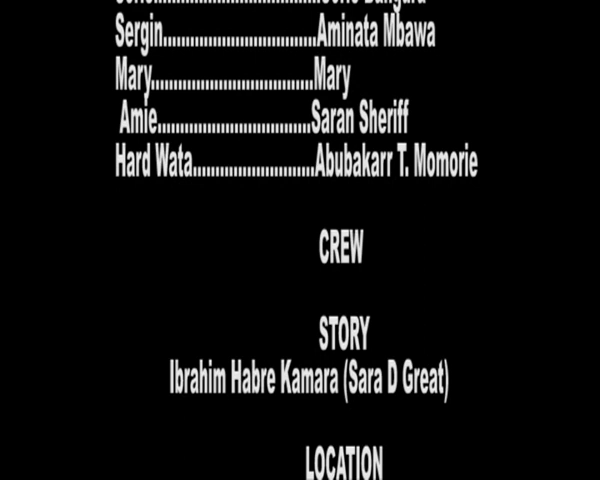 Sergin..................................Aminata Mbawa
Mary....................................Mary
Amie..................................Saran Sheriff
Hard Wata...........................Abubakarr T. Momorie
CREW
STORY
Ibrahim Habre Kamara (Sara D Great)
LOCATION